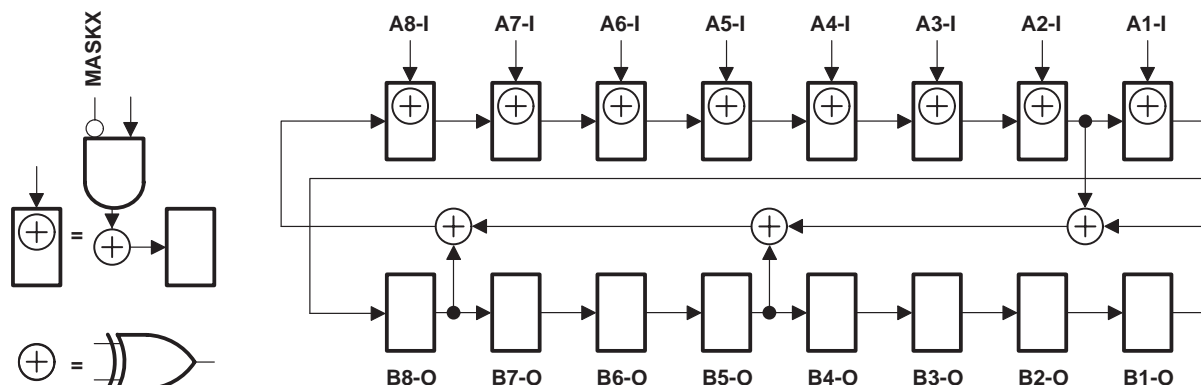 MASKX
=
=
A8-I A7-I A6-I A5-I A4-I A3-I A2-I A1-I
B8-O B7-O B6-O B5-O B4-O B3-O B2-O B1-O